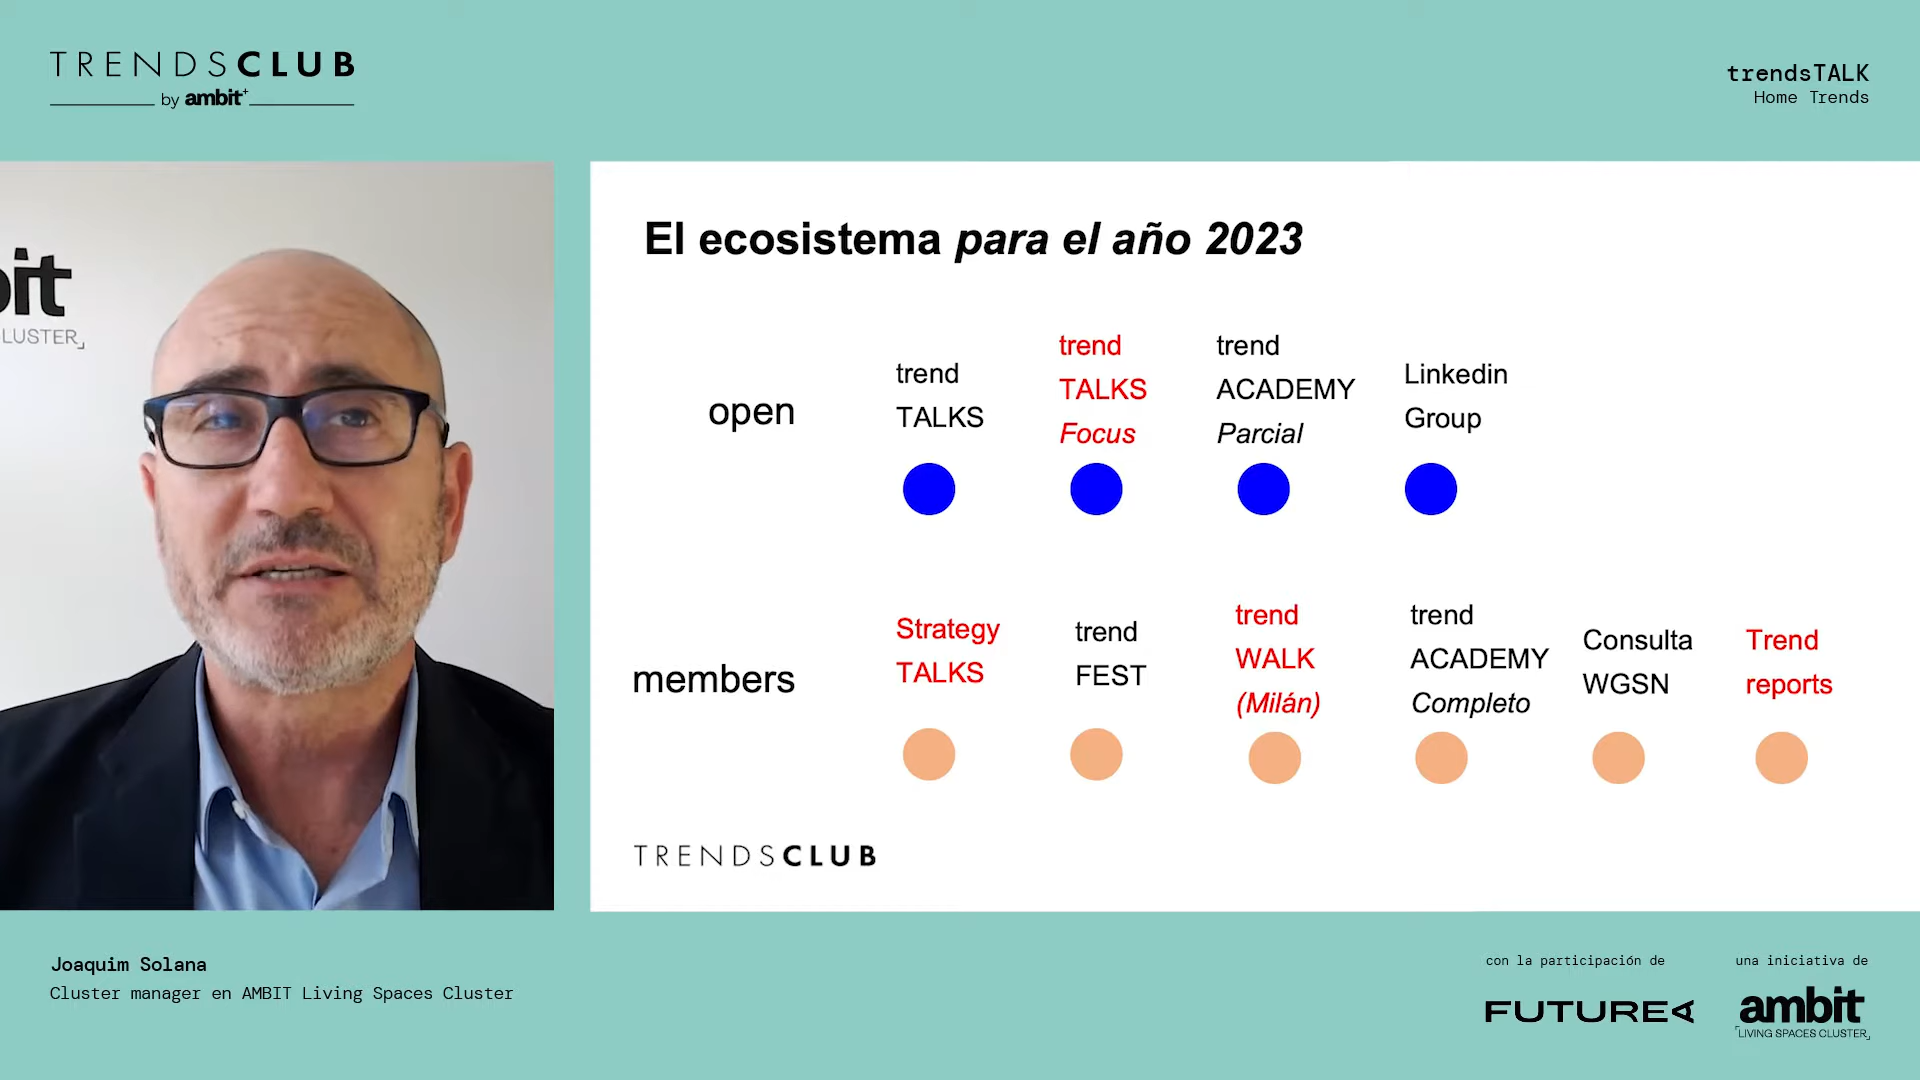 TRENDSCLUB
by ambit+
trendsTALK
Home Trends
bit
LUSTER
El ecosistema para el año 2023
open
trend
TALKS
trend
TALKS
Focus
trend
ACADEMY
Parcial
Linkedin
Group
members
Strategy
TALKS
trend
FEST
trend
WALK
(Milán)
trend
ACADEMY
Completo
Consulta
WGSN
Trend
reports
TRENDSCLUB
Joaquim Solana
Cluster manager en AMBIT Living Spaces Cluster
con la participación de
FUTUREA
una iniciativa de
ambit
LIVING SPACES CLUSTER